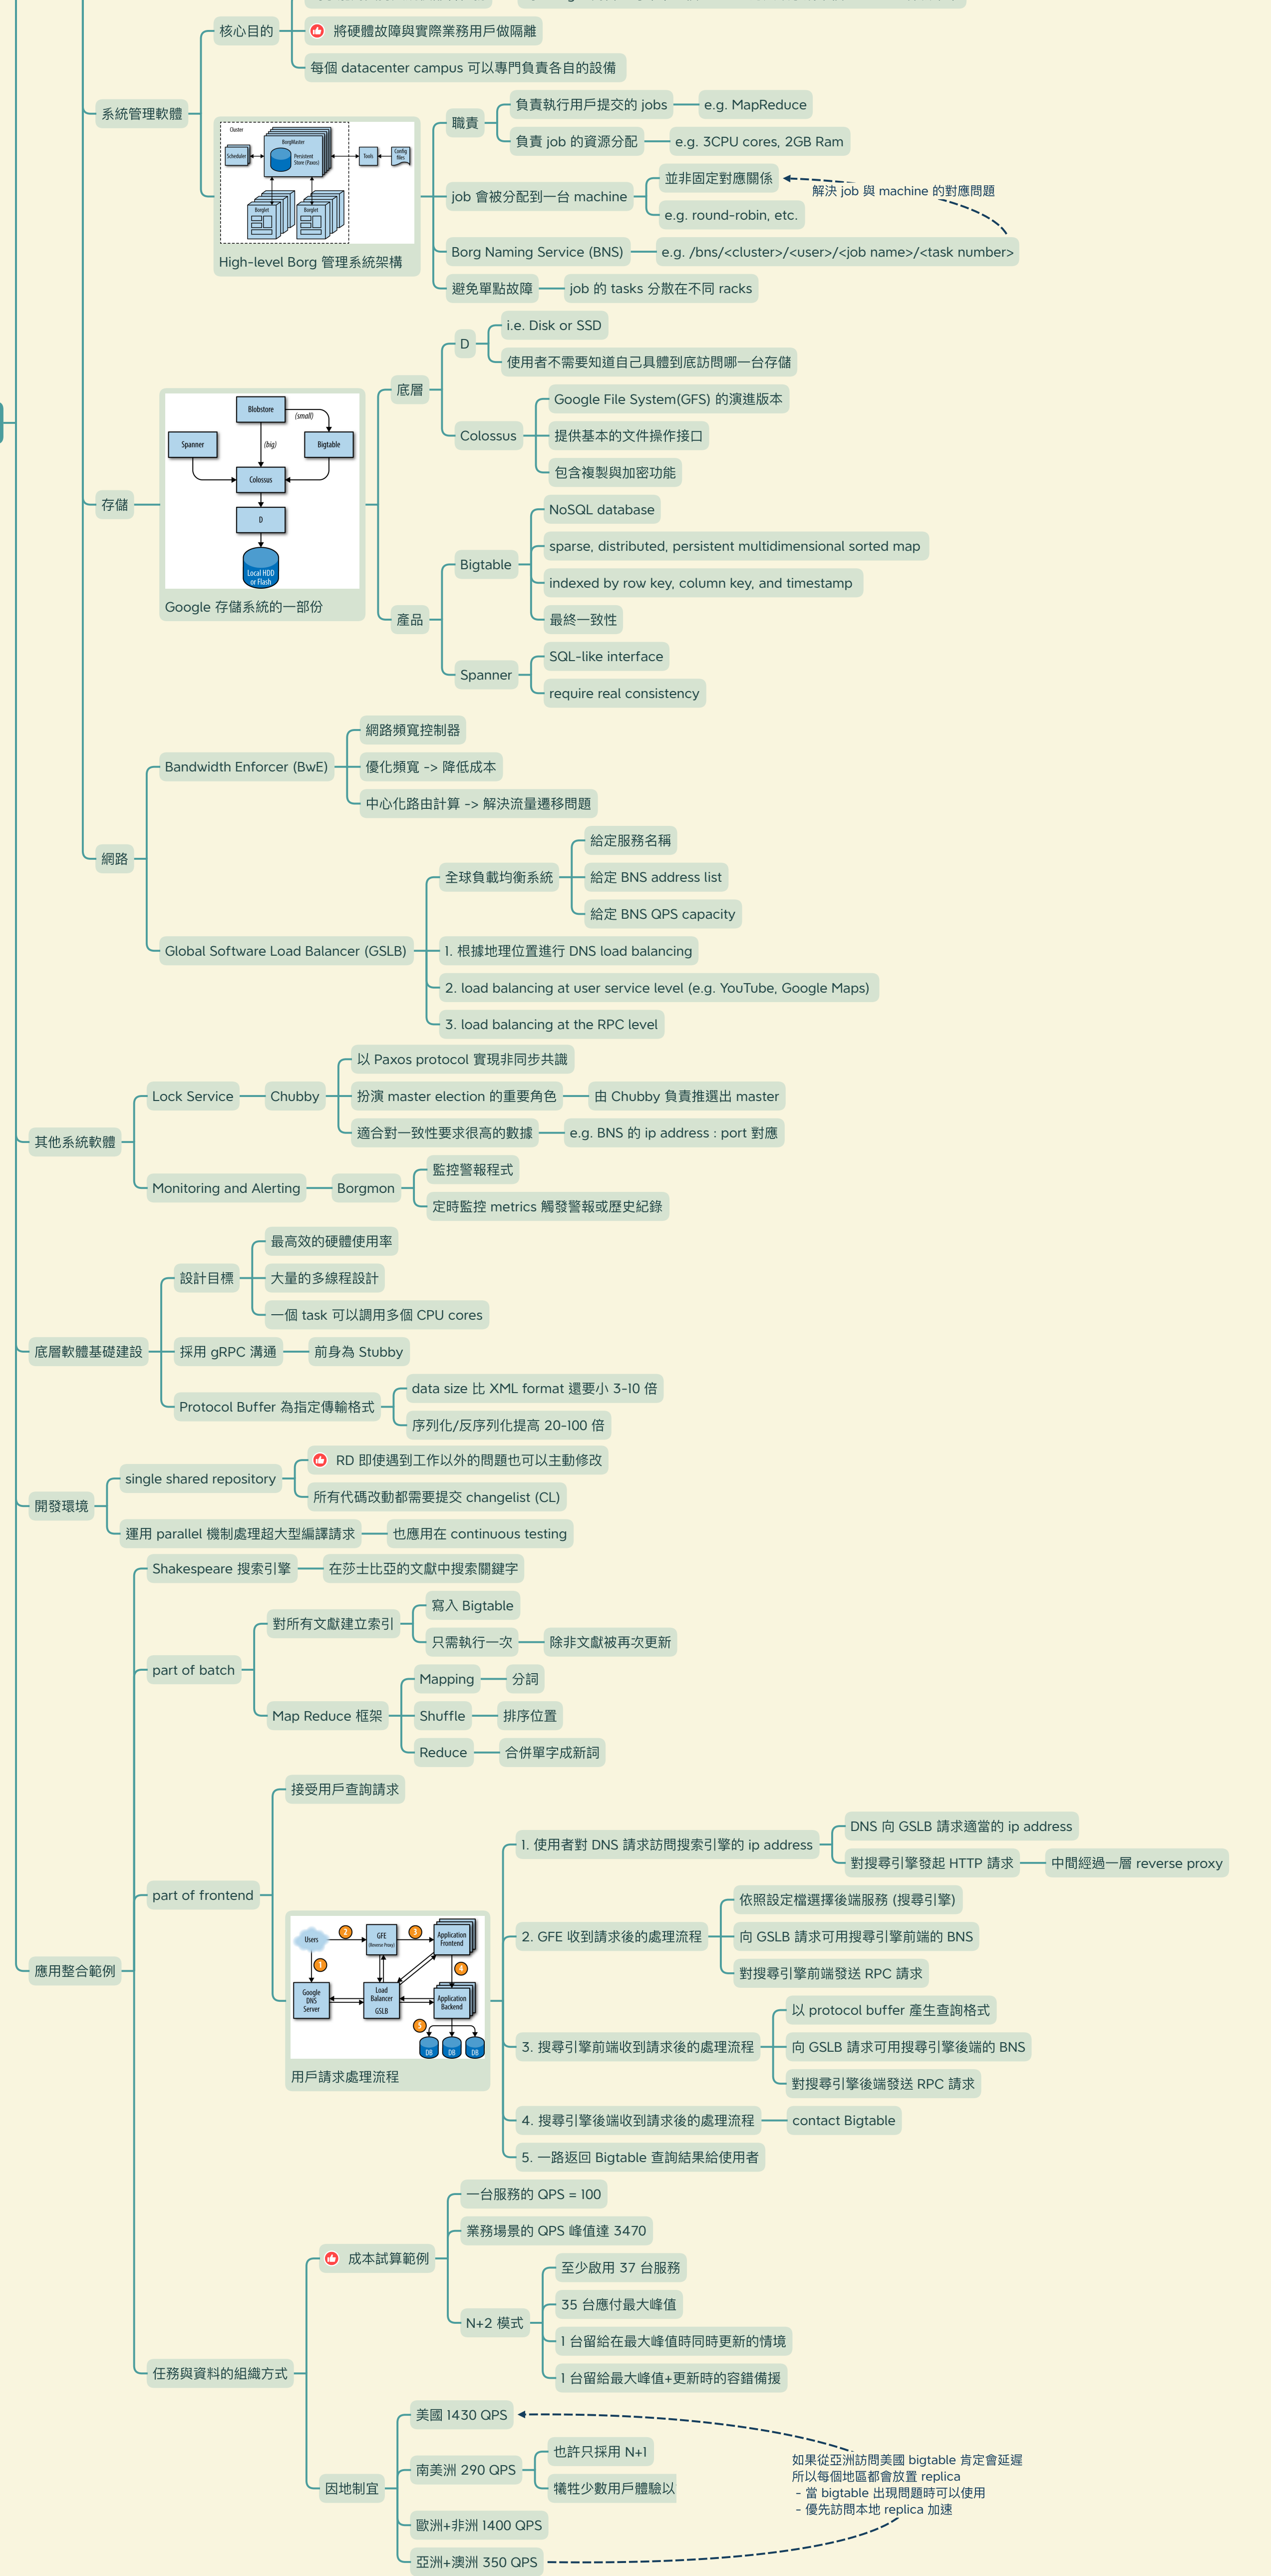 系統管理軟體
核心目的
將硬體故障與實際業務用戶做隔離
每個 datacenter campus 可以專門負責各自的設備
Cluster
BorgMaster
Persistent
Store (Paxos)
Scheduler
Tools
Config
files
Borglet
Borglet
High-level Borg 管理系統架構
職責
負責執行用戶提交的 jobs
e.g. MapReduce
負責 job 的資源分配
e.g. 3CPU cores, 2GB Ram
job 會被分配到一台 machine
並非固定對應關係
e.g. round-robin, etc.
解決 job 與 machine 的對應問題
Borg Naming Service (BNS)
e.g. /bns/<cluster>/<user>/<job name>/<task number>
避免單點故障
job 的 tasks 分散在不同 racks
存儲
Blobstore
(small)
Spanner
(big)
Bigtable
Colossus
D
Local HDD
or Flash
Google 存儲系統的一部份
底層
D
i.e. Disk or SSD
使用者不需要知道自己具體到底訪問哪一台存儲
Colossus
Google File System(GFS) 的演進版本
提供基本的文件操作接口
包含複製與加密功能
產品
Bigtable
NoSQL database
sparse, distributed, persistent multidimensional sorted map
indexed by row key, column key, and timestamp
最終一致性
Spanner
SQL-like interface
require real consistency
網路
Bandwidth Enforcer (BwE)
網路頻寬控制器
優化頻寬 -> 降低成本
中心化路由計算 -> 解決流量遷移問題
Global Software Load Balancer (GSLB)
全球負載均衡系統
給定服務名稱
給定 BNS address list
給定 BNS QPS capacity
1. 根據地理位置進行 DNS load balancing
2. load balancing at user service level (e.g. YouTube, Google Maps)
3. load balancing at the RPC level
其他系統軟體
Lock Service
Chubby
以 Paxos protocol 實現非同步共識
扮演 master election 的重要角色
由 Chubby 負責推選出 master
適合對一致性要求很高的數據
e.g. BNS 的 ip address : port 對應
Monitoring and Alerting
Borgmon
監控警報程式
定時監控 metrics 觸發警報或歷史紀錄
底層軟體基礎建設
設計目標
最高效的硬體使用率
大量的多線程設計
一個 task 可以調用多個 CPU cores
採用 gRPC 溝通
前身為 Stubby
Protocol Buffer 為指定傳輸格式
data size 比 XML format 還要小 3-10 倍
序列化/反序列化提高 20-100 倍
開發環境
single shared repository
RD 即使遇到工作以外的問題也可以主動修改
所有代碼改動都需要提交 changelist (CL)
運用 parallel 機制處理超大型編譯請求
也應用在 continuous testing
應用整合範例
Shakespeare 搜索引擎
在莎士比亞的文獻中搜索關鍵字
part of batch
對所有文獻建立索引
寫入 Bigtable
只需執行一次
除非文獻被再次更新
Map Reduce 框架
Mapping
分詞
Shuffle
排序位置
Reduce
合併單字成新詞
part of frontend
接受用戶查詢請求
Users
2
GFE
(Reverse Proxy)
3
Application
Frontend
1
4
Google
DNS
Server
Load
Balancer
GSLB
Application
Backend
5
DB
DB
DB
用戶請求處理流程
1. 使用者對 DNS 請求訪問搜索引擎的 ip address
DNS 向 GSLB 請求適當的 ip address
對搜尋引擎發起 HTTP 請求
中間經過一層 reverse proxy
2. GFE 收到請求後的處理流程
依照設定檔選擇後端服務 (搜尋引擎)
向 GSLB 請求可用搜尋引擎前端的 BNS
對搜尋引擎前端發送 RPC 請求
3. 搜尋引擎前端收到請求後的處理流程
以 protocol buffer 產生查詢格式
向 GSLB 請求可用搜尋引擎後端的 BNS
對搜尋引擎後端發送 RPC 請求
4. 搜尋引擎後端收到請求後的處理流程
contact Bigtable
5. 一路返回 Bigtable 查詢結果給使用者
任務與資料的組織方式
成本試算範例
一台服務的 QPS = 100
業務場景的 QPS 峰值達 3470
N+2 模式
至少啟用 37 台服務
35 台應付最大峰值
1 台留給在最大峰值時同時更新的情境
1 台留給最大峰值+更新時的容錯備援
因地制宜
美國 1430 QPS
南美洲 290 QPS
也許只採用 N+1
犧牲少數用戶體驗以
歐洲+非洲 1400 QPS
亞洲+澳洲 350 QPS
如果從亞洲訪問美國 bigtable 肯定會延遲
所以每個地區都會放置 replica
- 當 bigtable 出現問題時可以使用
- 優先訪問本地 replica 加速